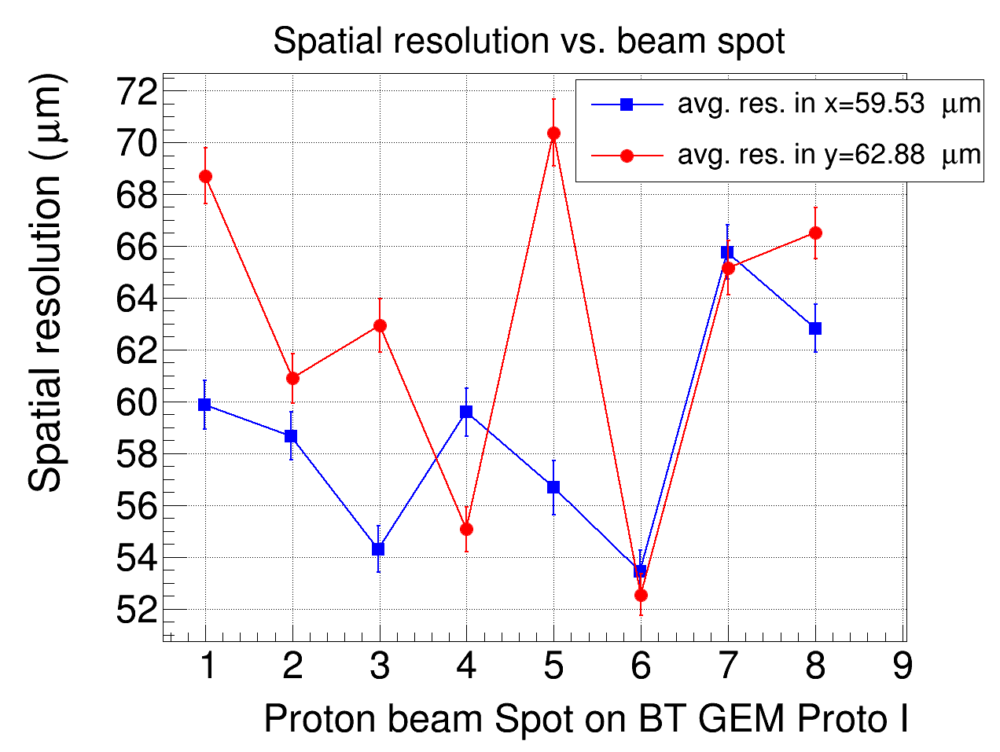 Spatial resolution vs. beam spot
Spatial resolution (μm)
72
70
68
66
64
62
60
58
56
54
52
avg. res. in x=59.53 μm
avg. res. in y=62.88 μm
1 2 3 4 5 6 7 8 9
Proton beam Spot on BT GEM Proto I